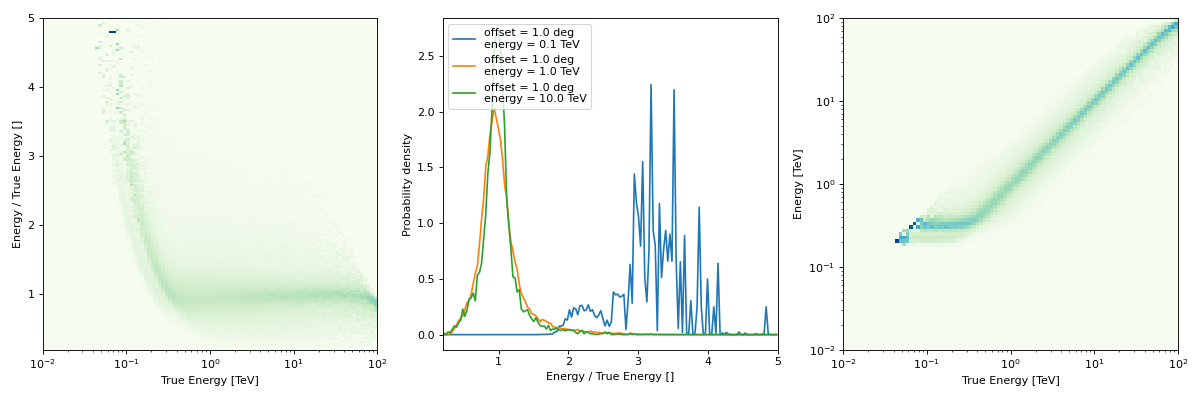 5
4
3
2
1
Energy / True Energy []
10⁻²
10⁻¹
10⁰
10¹
10²
True Energy [TeV]
offset = 1.0 deg
energy = 0.1 TeV
offset = 1.0 deg
energy = 1.0 TeV
offset = 1.0 deg
energy = 10.0 TeV
2.5
2.0
1.5
1.0
0.5
0.0
Probability density
1
2
3
4
5
Energy / True Energy []
10²
10¹
10⁰
10⁻¹
10⁻²
Energy [TeV]
10⁻²
10⁻¹
10⁰
10¹
10²
True Energy [TeV]